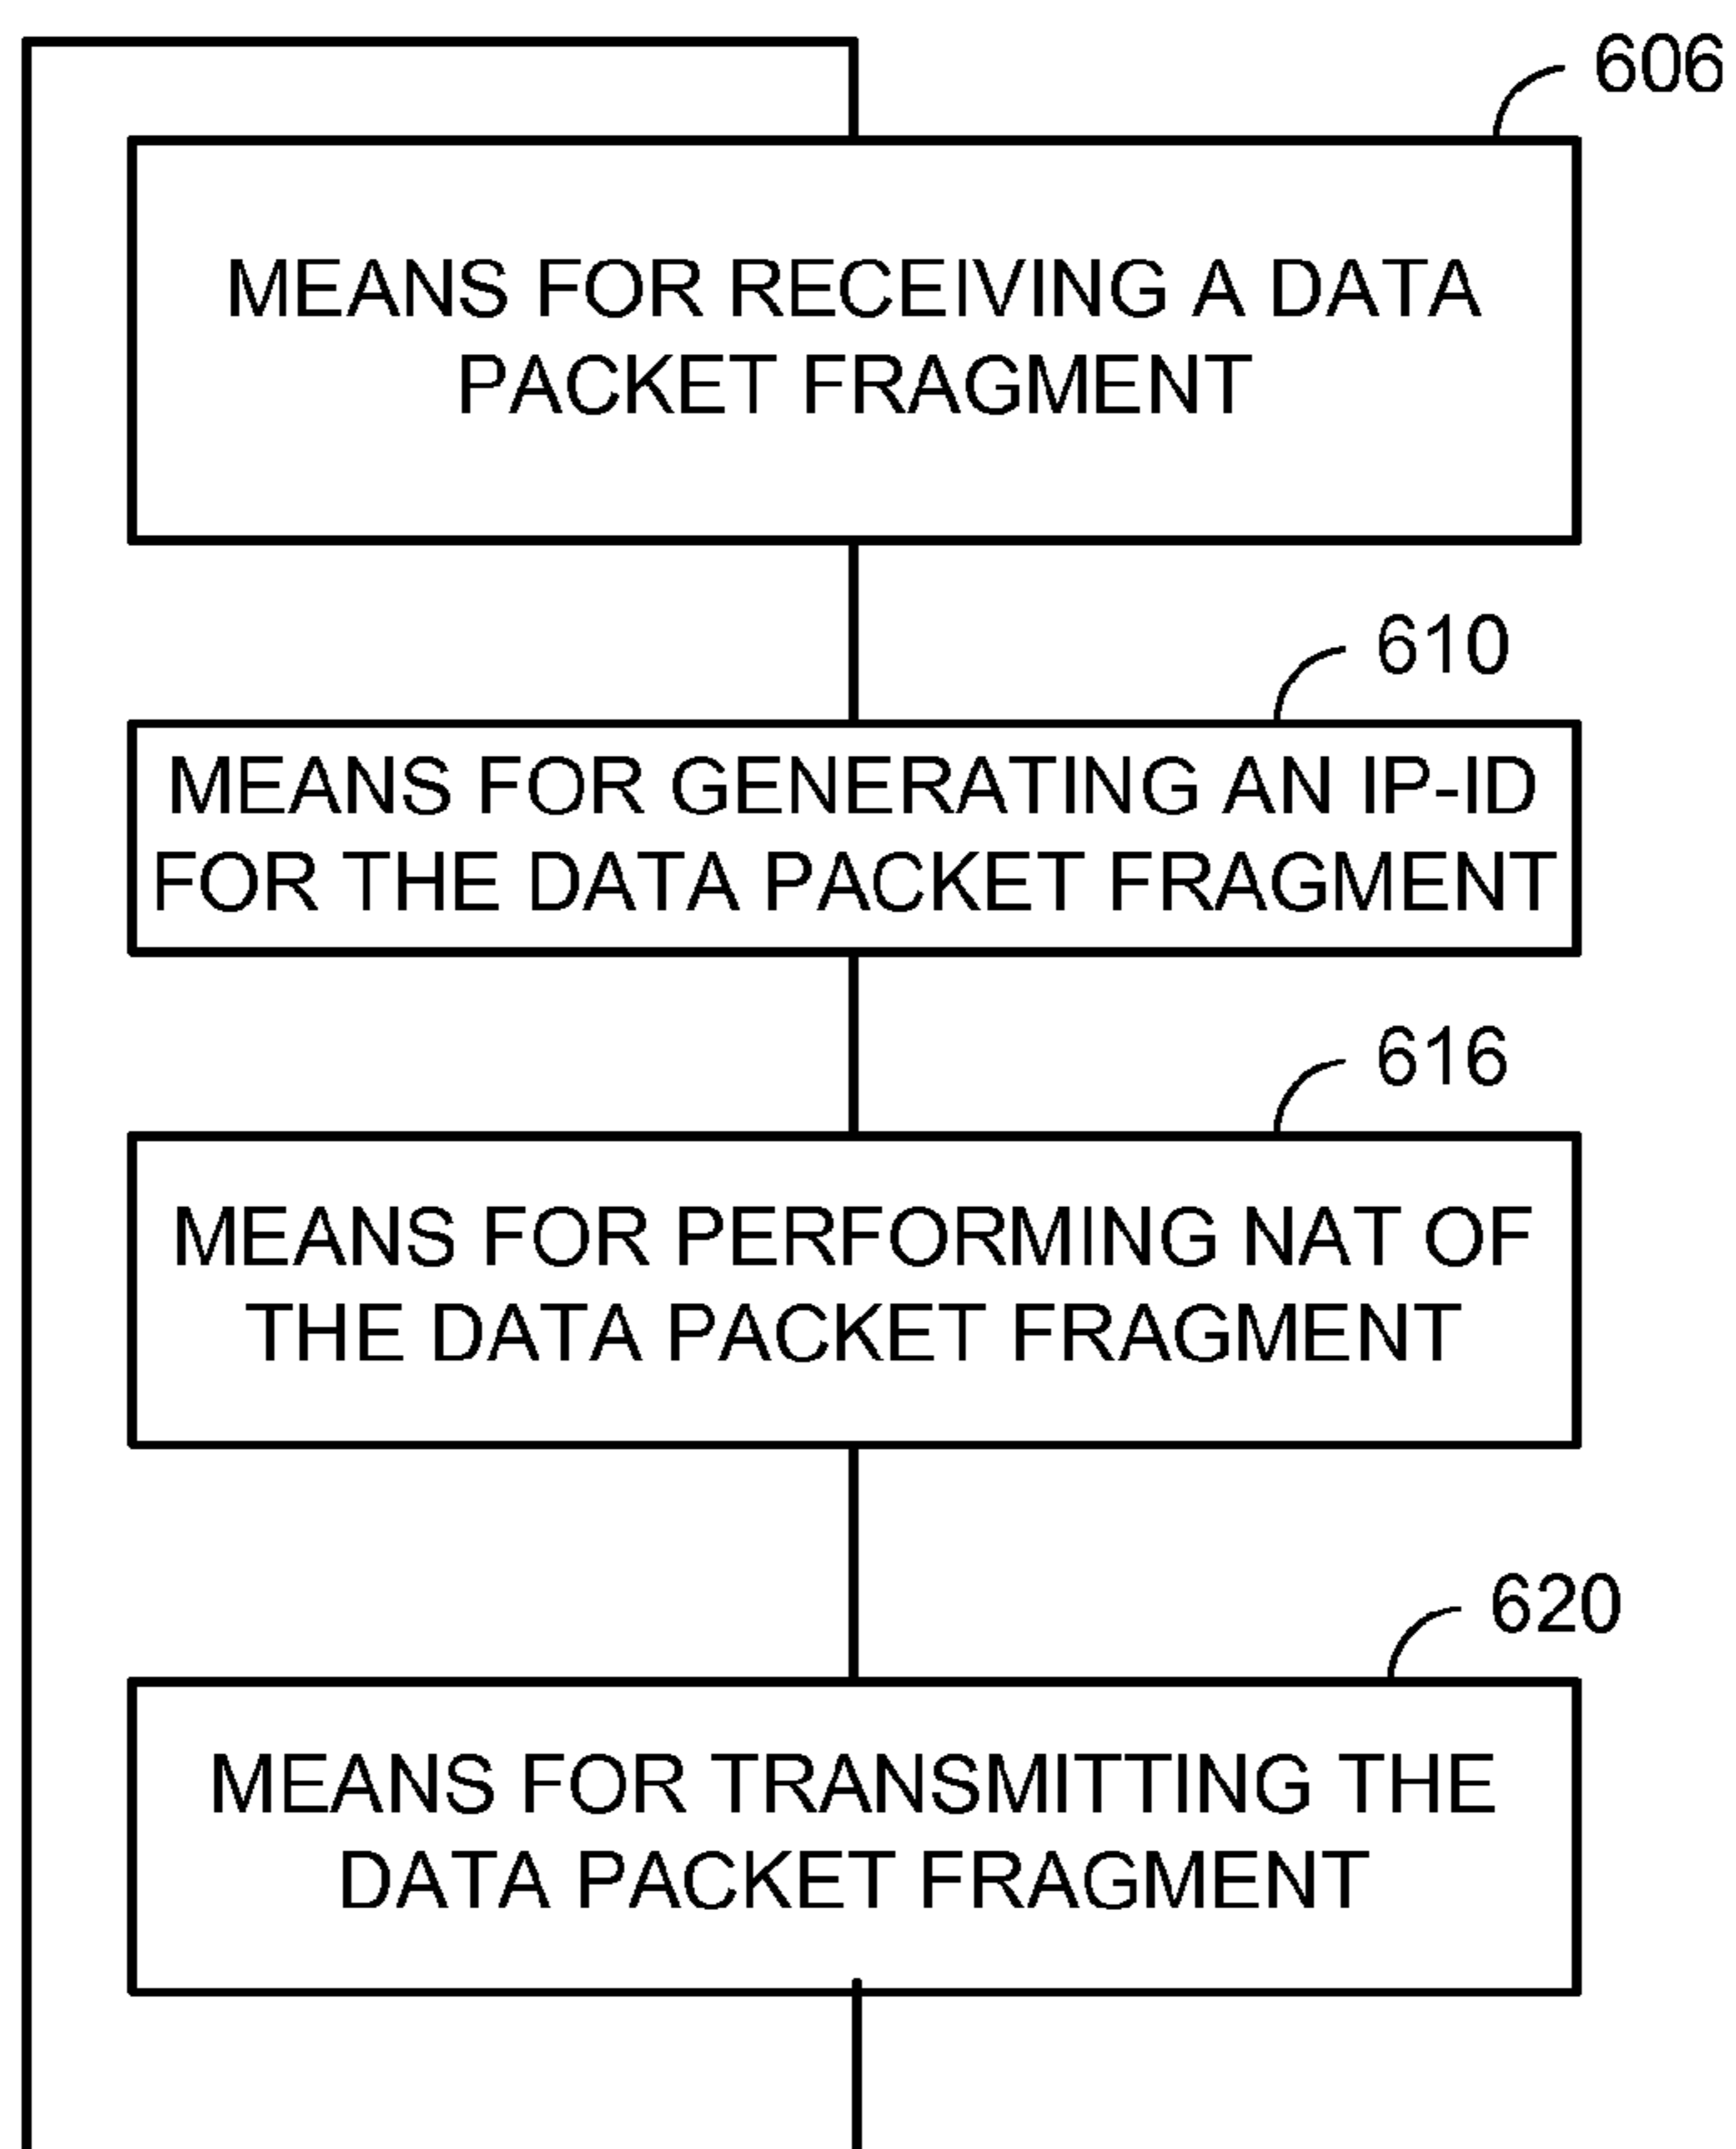 606
MEANS FOR RECEIVING A DATA
PACKET FRAGMENT
610
MEANS FOR GENERATING AN IP-ID
FOR THE DATA PACKET FRAGMENT
616
MEANS FOR PERFORMING NAT OF
THE DATA PACKET FRAGMENT
620
MEANS FOR TRANSMITTING THE
DATA PACKET FRAGMENT